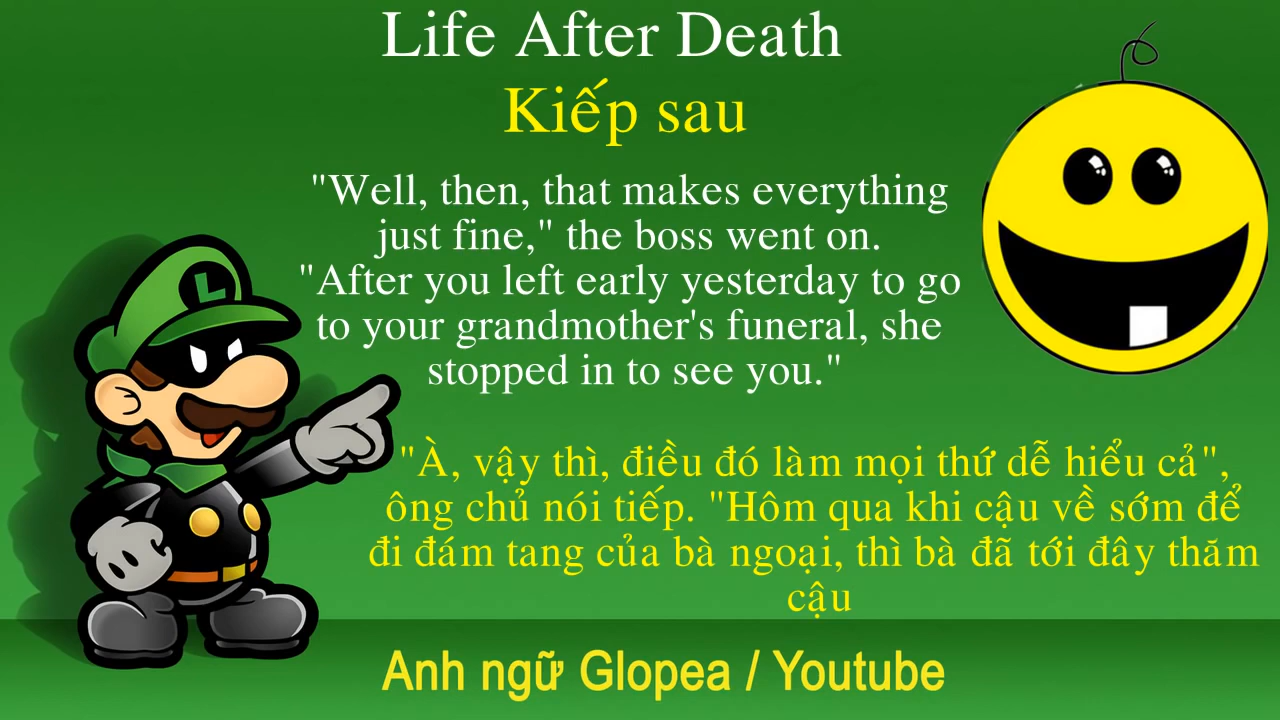 Life After Death
Kiếp sau
"Well, then, that makes everything
just fine," the boss went on.
"After you left early yesterday to go
to your grandmother's funeral, she
stopped in to see you."
"À, vậy thì, điều đó làm mọi thứ dễ hiểu cả",
ông chủ nói tiếp. "Hôm qua khi cậu về sớm để
đi đám tang của bà ngoại, thì bà đã tới đây thăm
cậu
L
Anh ngữ Glopea / Youtube